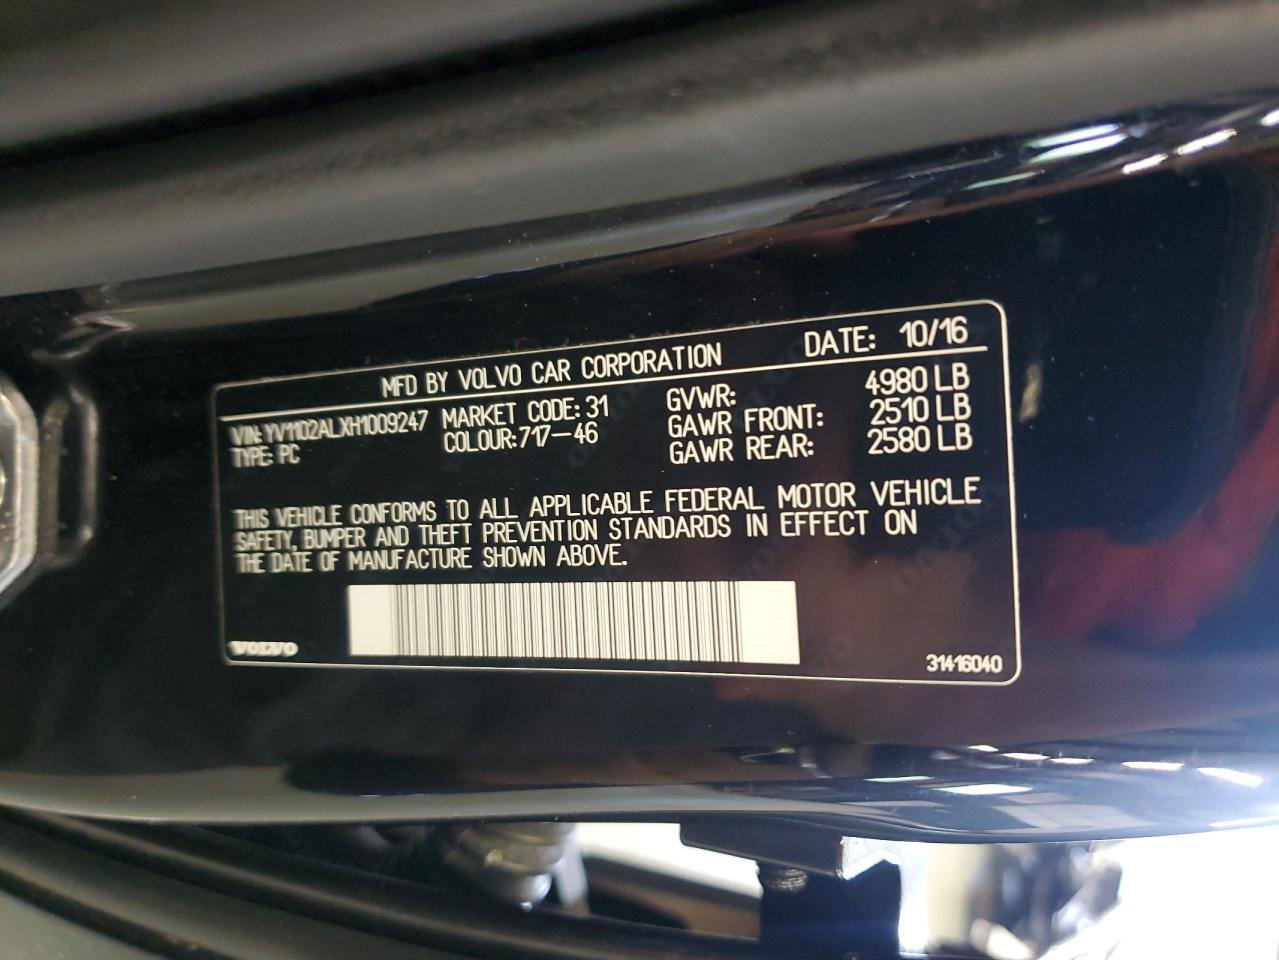 MFD BY VOLVO CAR CORPORATION DATE: 10/16
VIN: YV1102ALXH1009247 MARKET CODE: 31 GVWR: 4980 LB
TYPE: PC COLOUR: 717-46 GAWR FRONT: 2510 LB
GAWR REAR: 2580 LB
THIS VEHICLE CONFORMS TO ALL APPLICABLE FEDERAL MOTOR VEHICLE
SAFETY, BUMPER AND THEFT PREVENTION STANDARDS IN EFFECT ON
THE DATE OF MANUFACTURE SHOWN ABOVE.
VOLVO
31416040